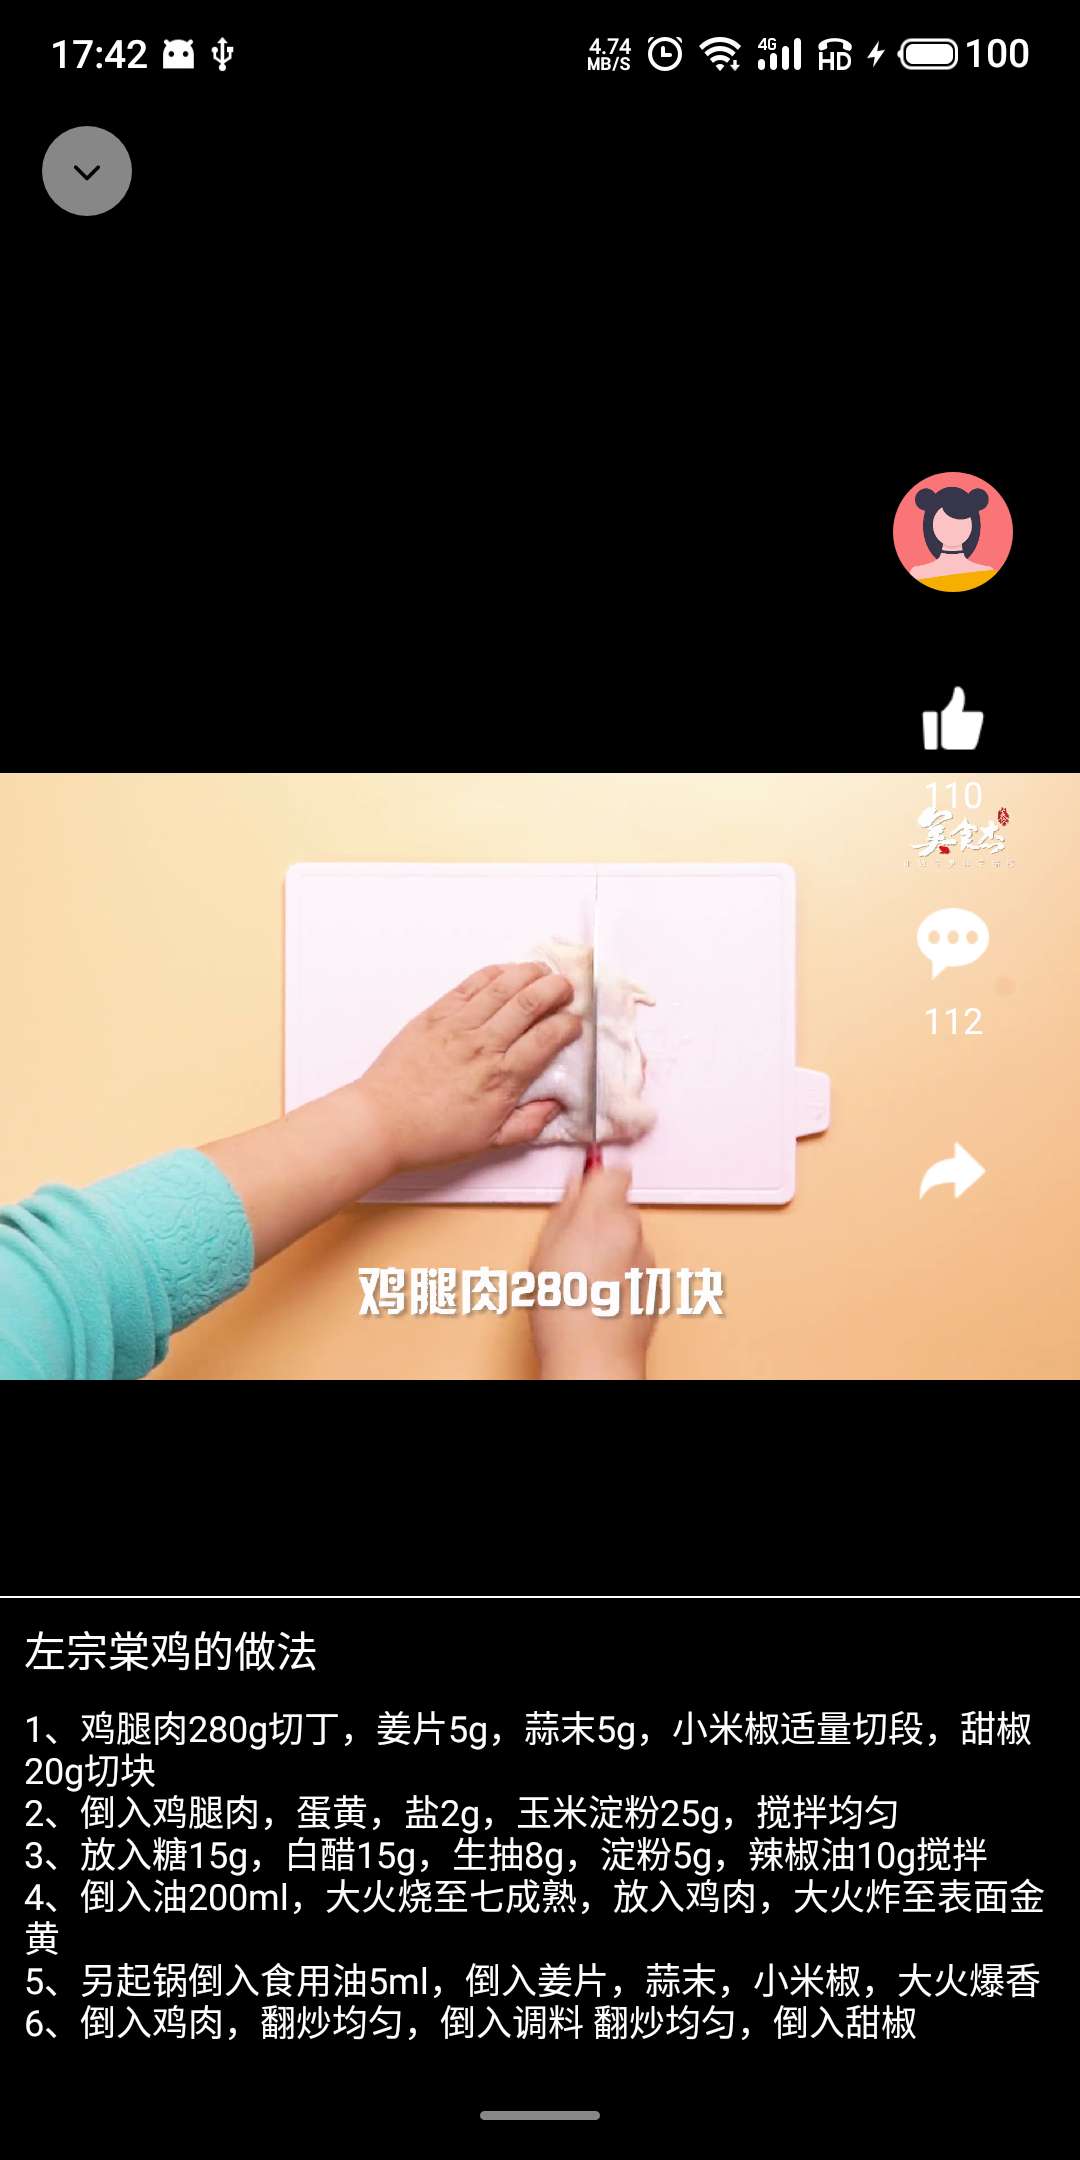 17:42
4.74
MB/S
4G
HD
100
110
美食杰
112
鸡腿肉280g切块
左宗棠鸡的做法
1、鸡腿肉280g切丁，姜片5g，蒜末5g，小米椒适量切段，甜椒
20g切块
2、倒入鸡腿肉，蛋黄，盐2g，玉米淀粉25g，搅拌均匀
3、放入糖15g，白醋15g，生抽8g，淀粉5g，辣椒油10g搅拌
4、倒入油200ml，大火烧至七成熟，放入鸡肉，大火炸至表面金
黄
5、另起锅倒入食用油5ml，倒入姜片，蒜末，小米椒，大火爆香
6、倒入鸡肉，翻炒均匀，倒入调料 翻炒均匀，倒入甜椒